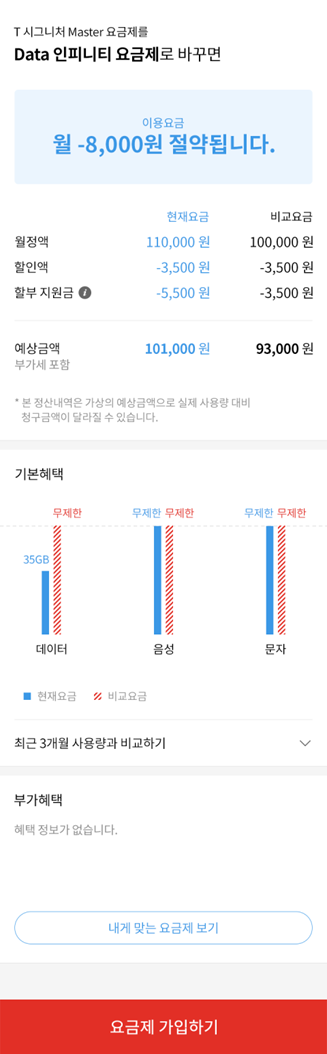 T 시그니처 Master 요금제를
Data 인피니티 요금제로 바꾸면
이용요금
월 -8,000원 절약됩니다.
현재요금 비교요금
월정액 110,000 원 100,000 원
할인액 -3,500 원 -3,500 원
할부 지원금 i -5,500 원 -3,500 원
예상금액 101,000 원 93,000 원
부가세 포함
* 본 정산내역은 가상의 예상금액으로 실제 사용량 대비
청구금액이 달라질 수 있습니다.
기본혜택
무제한 무제한 무제한 무제한 무제한
35GB
데이터 음성 문자
현재요금 비교요금
최근 3개월 사용량과 비교하기
부가혜택
혜택 정보가 없습니다.
내게 맞는 요금제 보기
요금제 가입하기